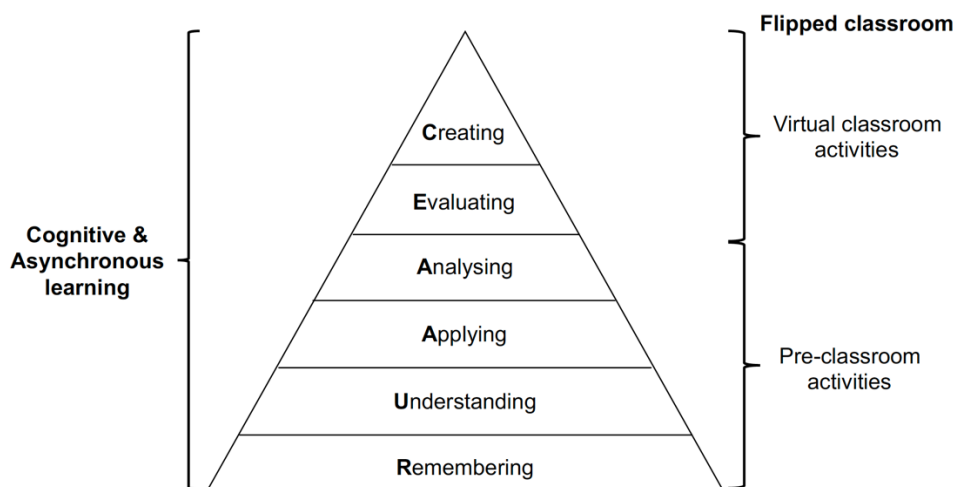 Flipped classroom
Creating
Virtual classroom
activities
Evaluating
Cognitive &
Asynchronous
learning
Analysing
Applying
Pre-classroom
activities
Understanding
Remembering